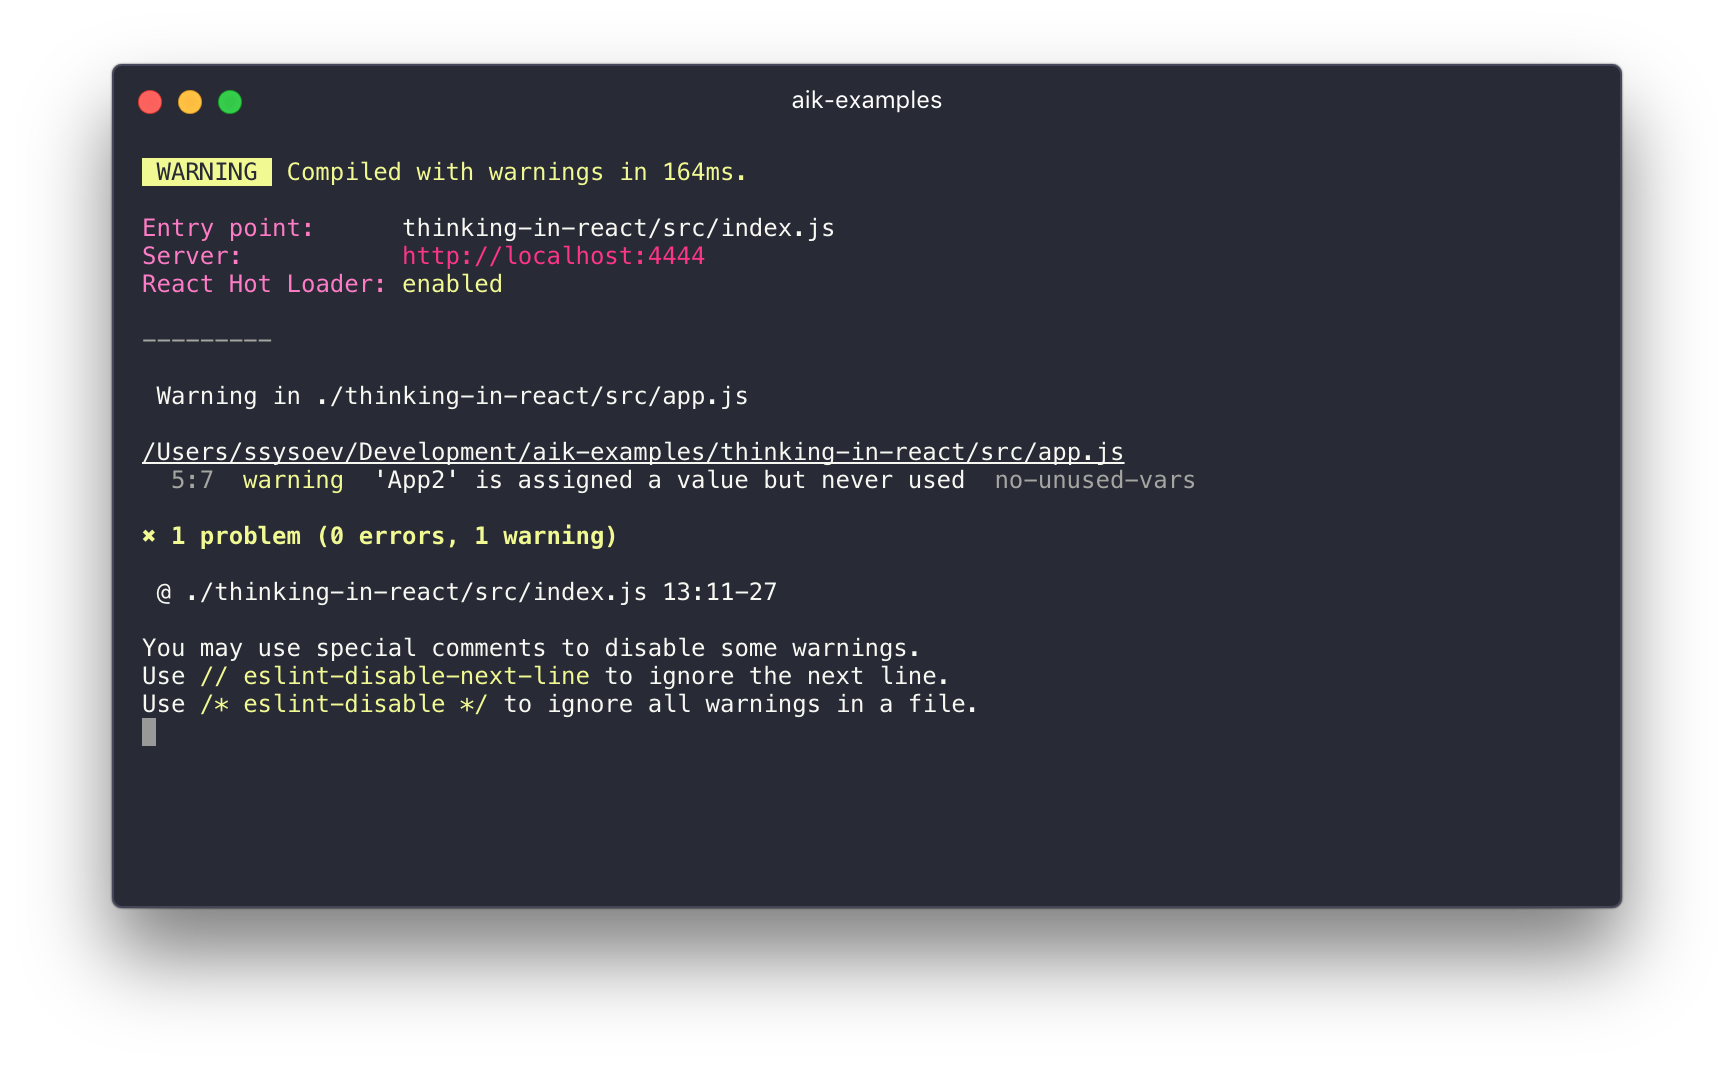 aik-examples
WARNING Compiled with warnings in 164ms.
Entry point: thinking-in-react/src/index.js
Server: http://localhost:4444
React Hot Loader: enabled
---------
Warning in ./thinking-in-react/src/app.js
/Users/ssysoev/Development/aik-examples/thinking-in-react/src/app.js
5:7 warning 'App2' is assigned a value but never used no-unused-vars
✖ 1 problem (0 errors, 1 warning)
@ ./thinking-in-react/src/index.js 13:11-27
You may use special comments to disable some warnings.
Use // eslint-disable-next-line to ignore the next line.
Use /* eslint-disable */ to ignore all warnings in a file.